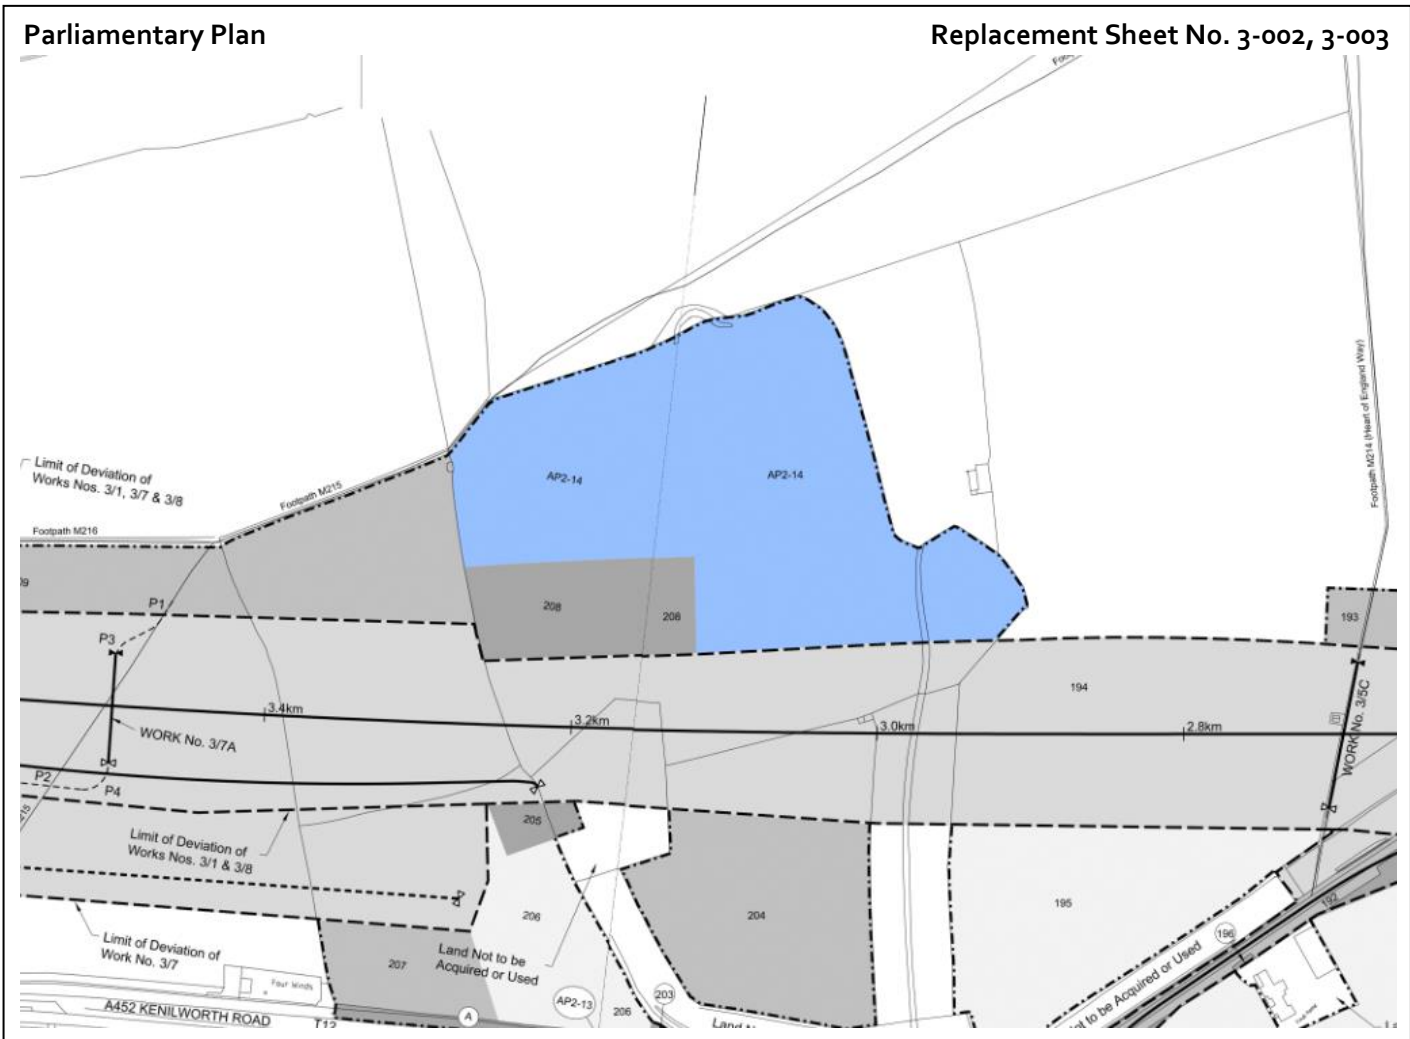 Parliamentary Plan
Replacement Sheet No. 3-002, 3-003
Limit of Deviation of
Works Nos. 3/1, 3/7 & 3/8
Footpath M215
Footpath M216
AP2-14
AP2-14
Footpath M214 (Heart of England Way)
208
208
193
P1
P3
194
3.4km
3.2km
3.0km
2.8km
WORK No. 3/7A
WORK No. 3/5C
P2
P4
205
Limit of Deviation of
Works Nos. 3/1 & 3/8
206
204
195
192
196
Limit of Deviation of
Work No. 3/7
Land Not to be
Acquired or Used
207
Four Winds
AP2-13
206
203
A452 KENILWORTH ROAD
T12
A
to be Acquired or Used